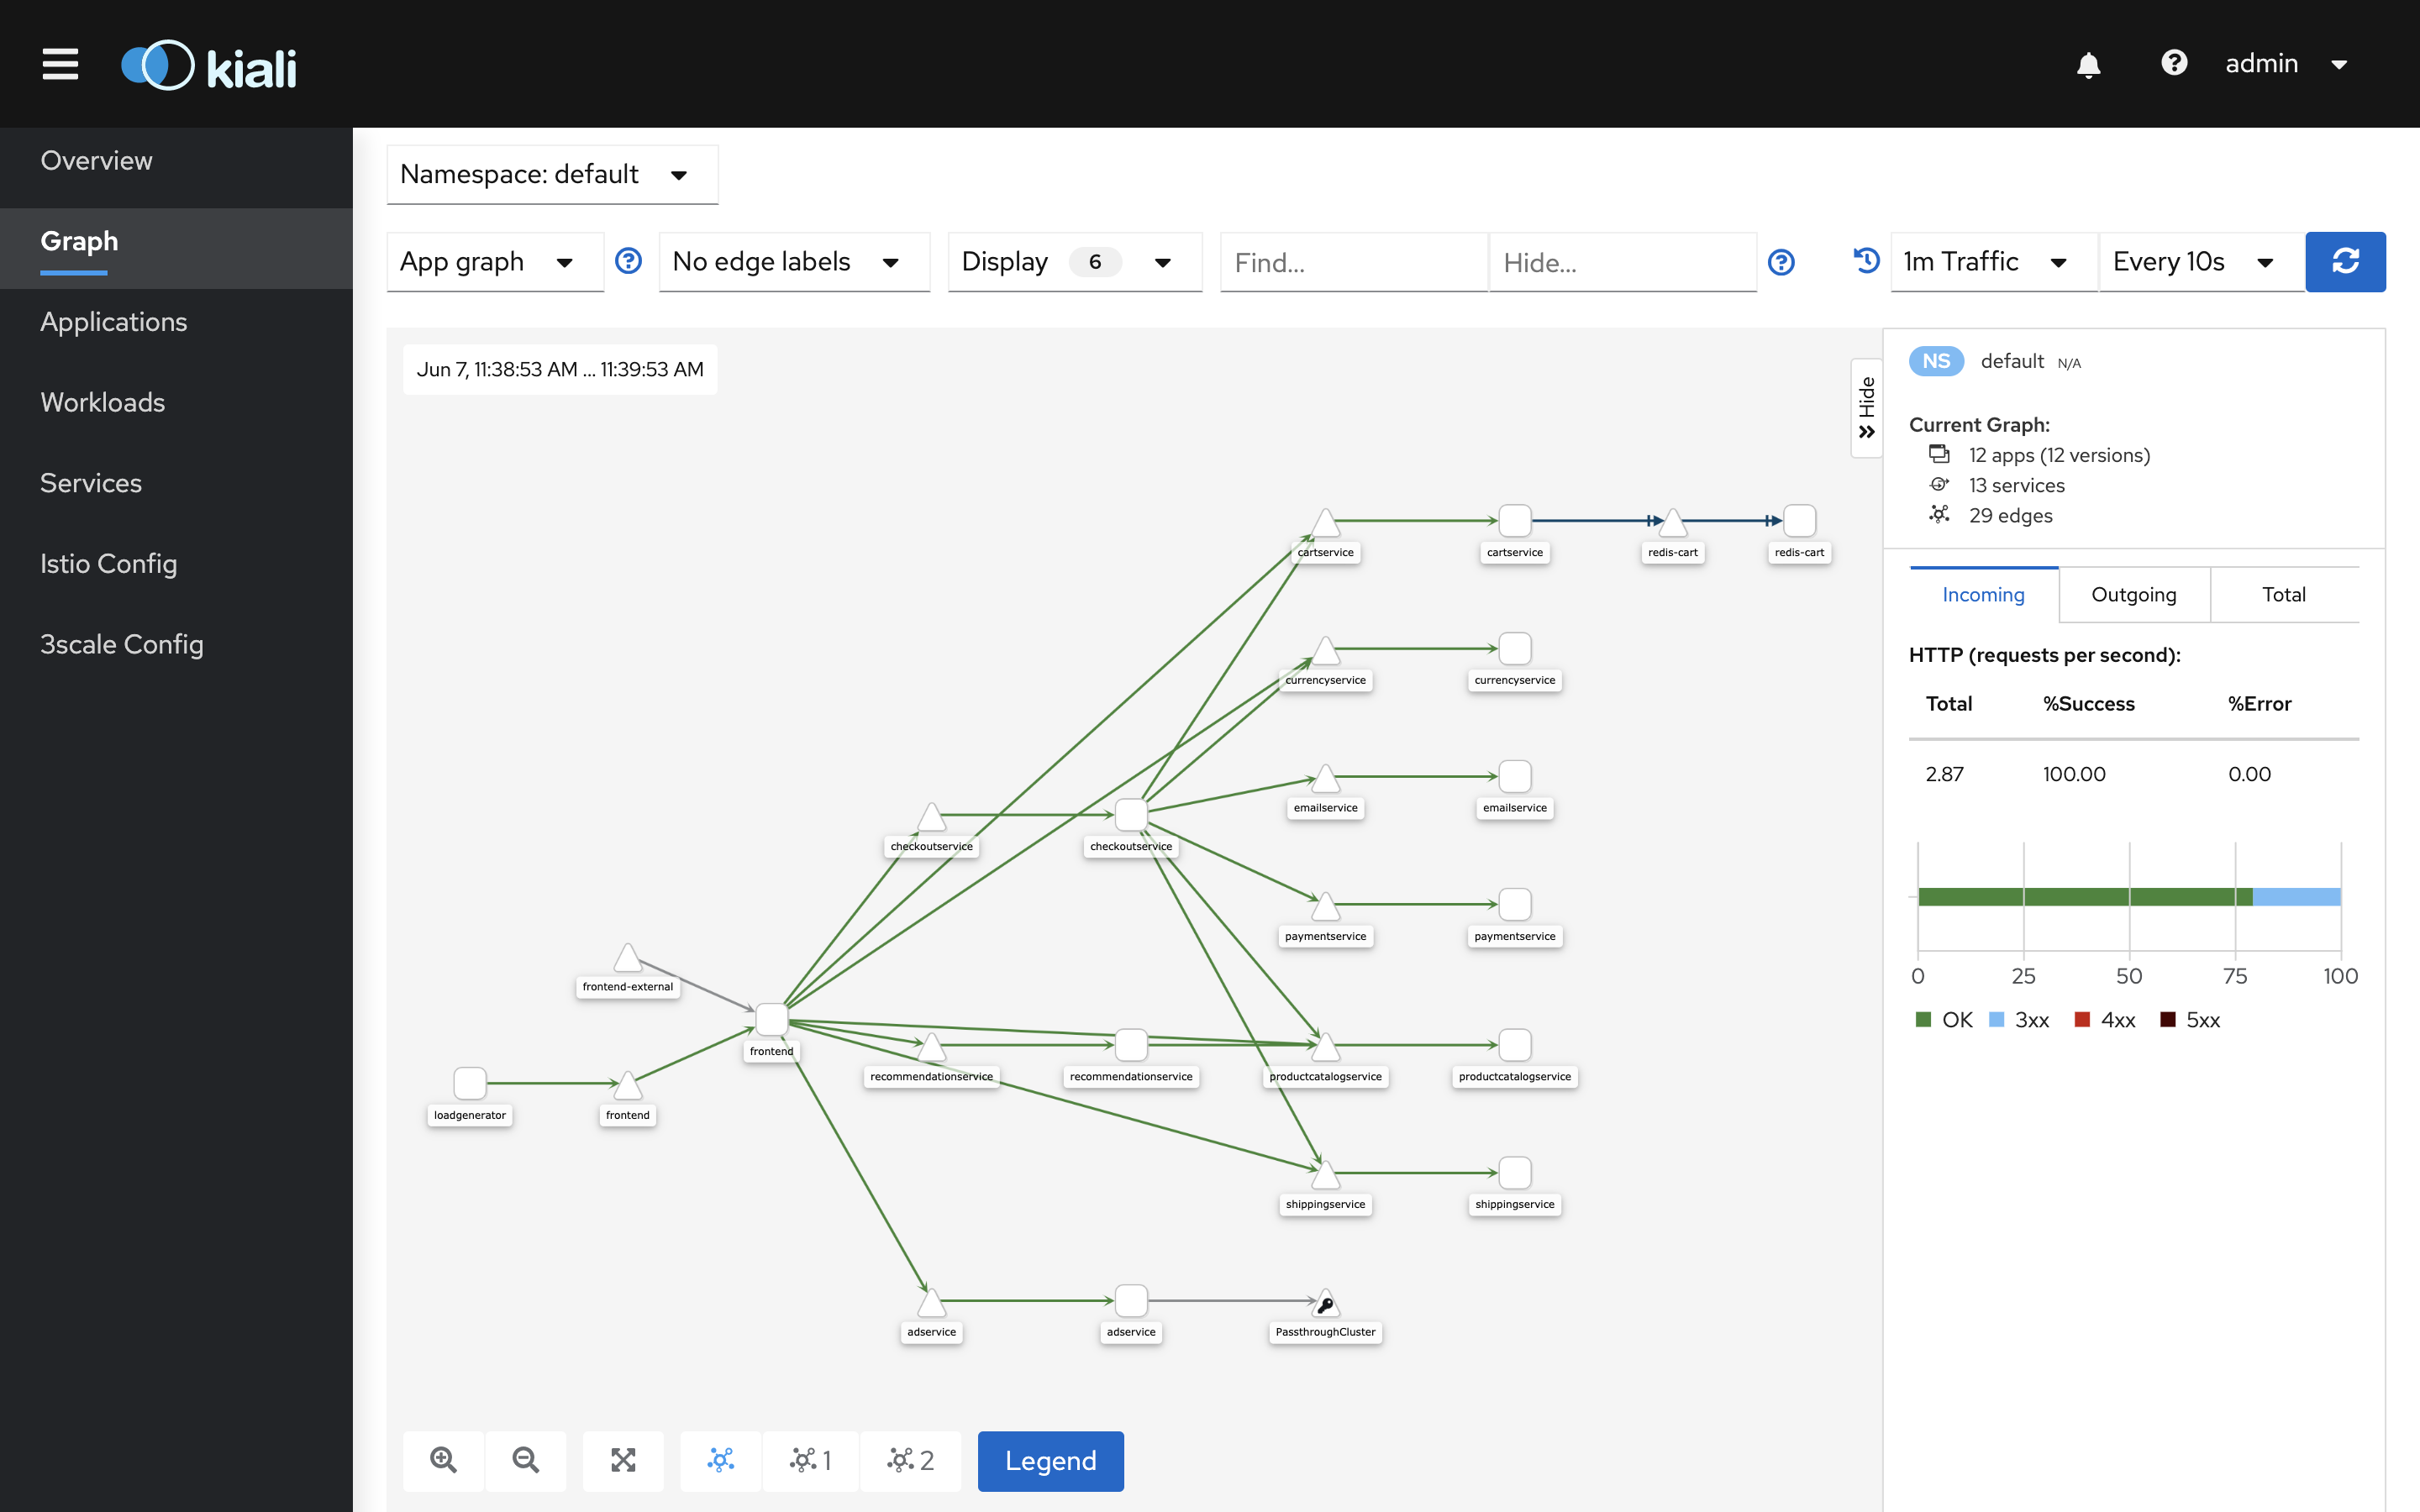 kiali
admin
Overview
Graph
Applications
Workloads
Services
Istio Config
3scale Config
Namespace: default
App graph
No edge labels
Display 6
Find...
Hide...
1m Traffic
Every 10s
Jun 7, 11:38:53 AM ... 11:39:53 AM
Hide
cartservice
cartservice
redis-cart
redis-cart
currencyservice
currencyservice
emailservice
emailservice
checkoutservice
checkoutservice
paymentservice
paymentservice
frontend-external
frontend
recommendationservice
recommendationservice
productcatalogservice
productcatalogservice
loadgenerator
frontend
shippingservice
shippingservice
adservice
adservice
PassthroughCluster
1
2
Legend
NS default N/A
Current Graph:
12 apps (12 versions)
13 services
29 edges
Incoming
Outgoing
Total
HTTP (requests per second):
Total %Success %Error
2.87 100.00 0.00
0 25 50 75 100
OK 3xx 4xx 5xx